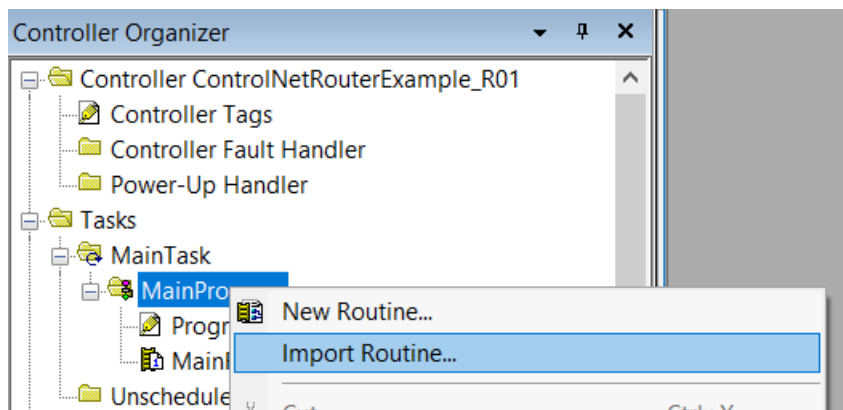 Controller Organizer
Controller ControlNetRouterExample_R01
Controller Tags
Controller Fault Handler
Power-Up Handler
Tasks
MainTask
MainPro
New Routine...
Progr
Import Routine...
Main
Unschedule